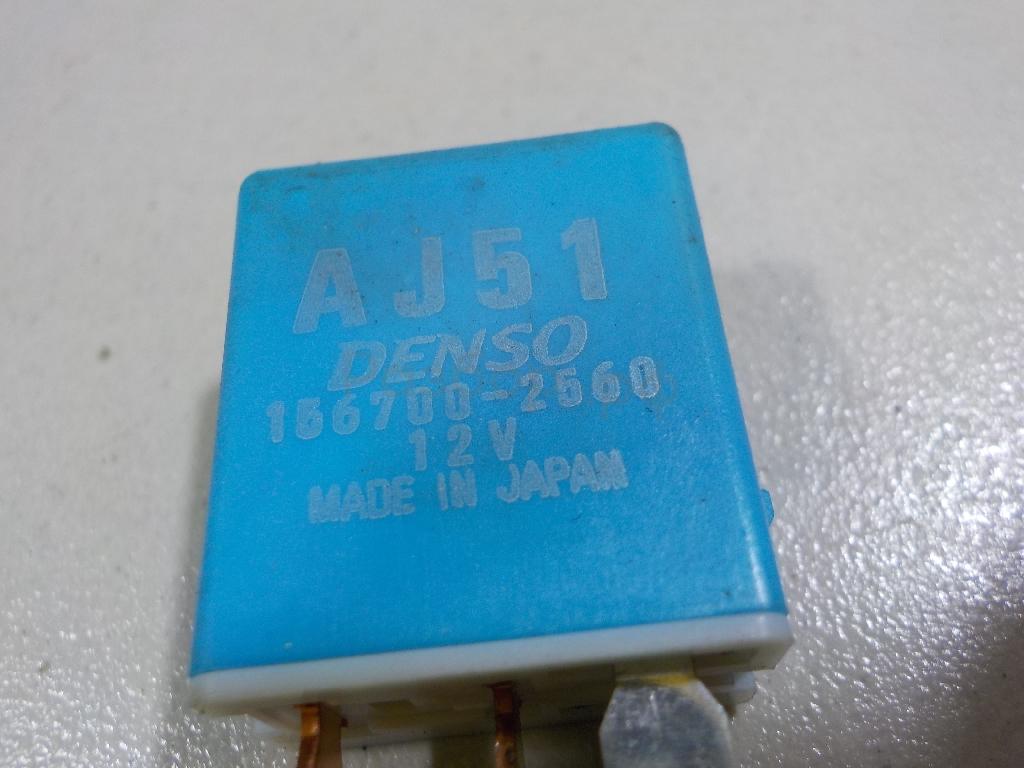 AJ51
DENSO
156700-2560
12V
MADE IN JAPAN